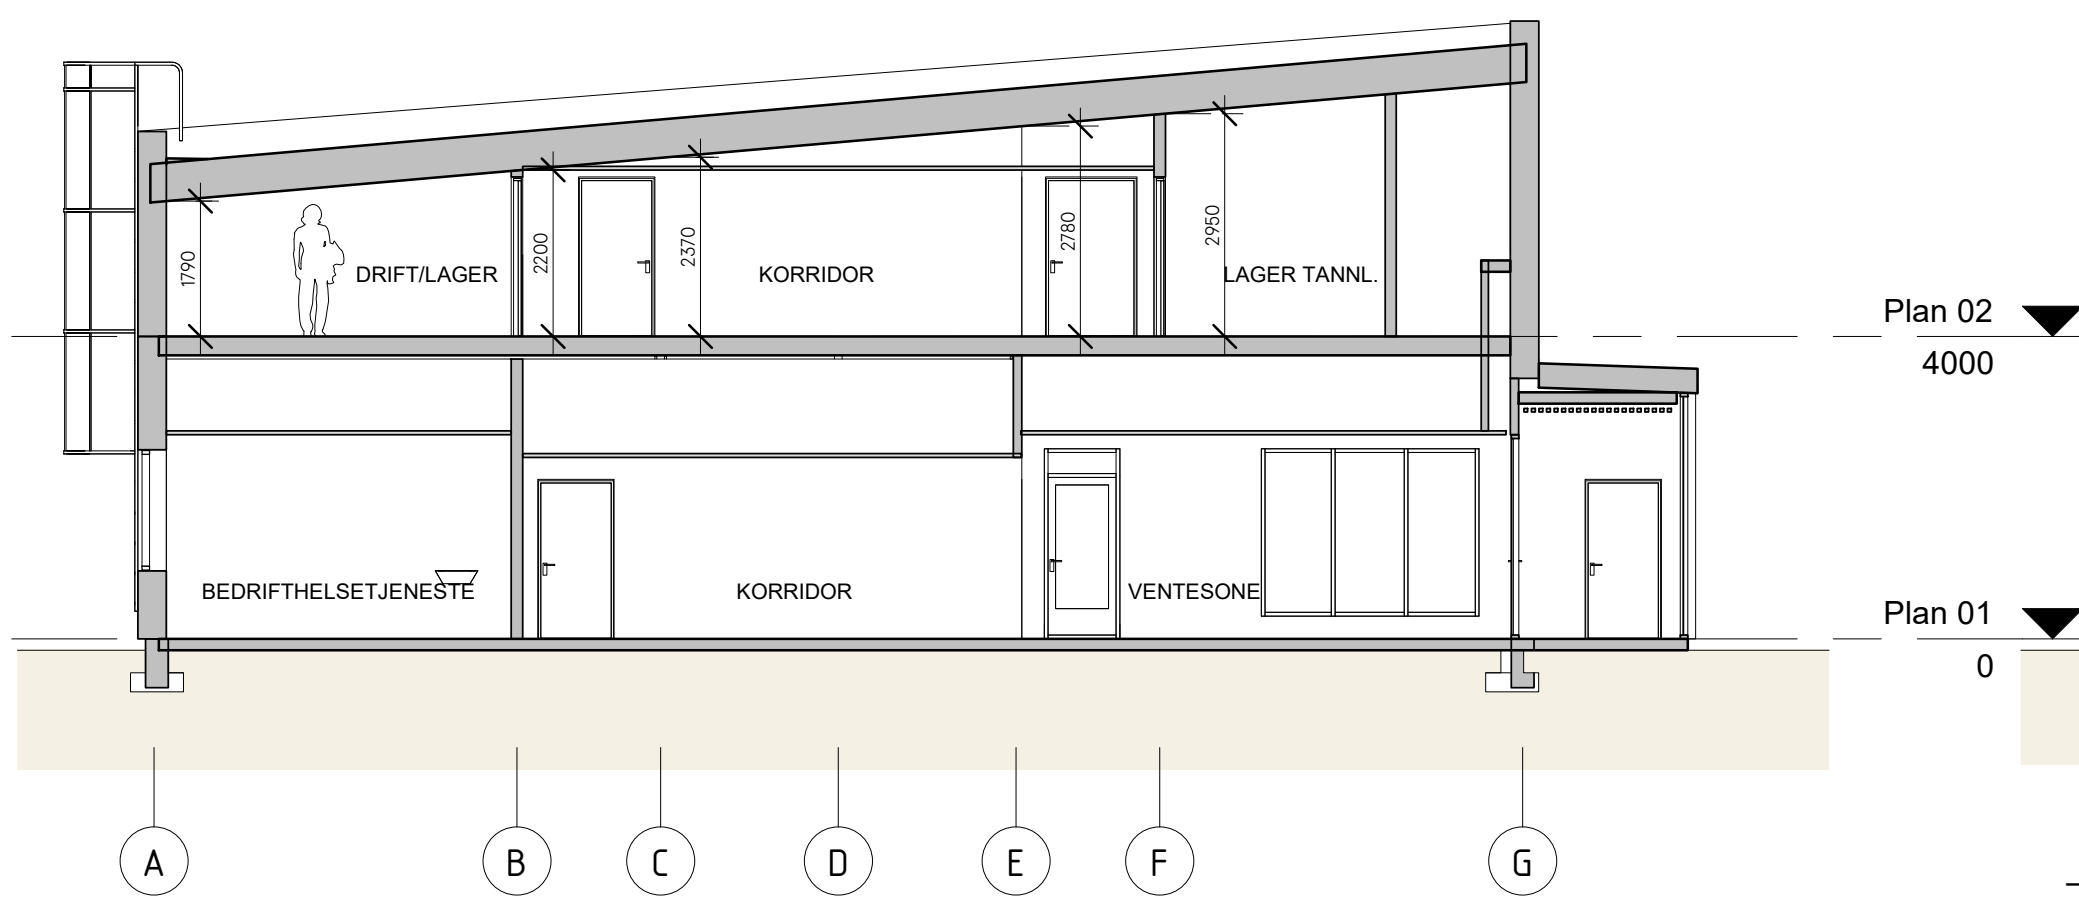 1790
DRIFT/LAGER
2200
2370
KORRIDOR
2780
2950
LAGER TANNL.
Plan 02
4000
BEDRIFTHELSETJENESTE
KORRIDOR
VENTESONE
Plan 01
0
A
B
C
D
E
F
G